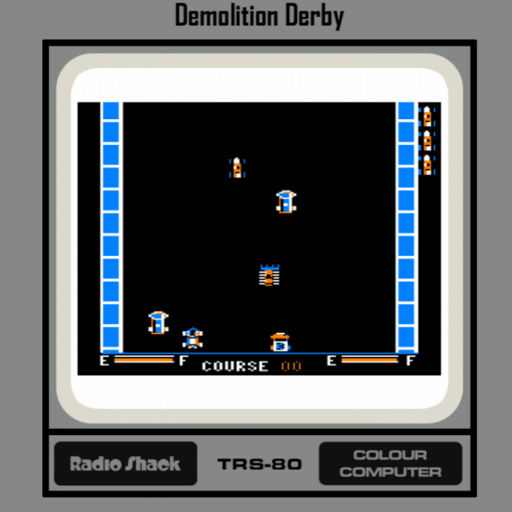 Demolition Derby
E F COURSE 00 E F
Radio Shack TRS-80 COLOUR
COMPUTER